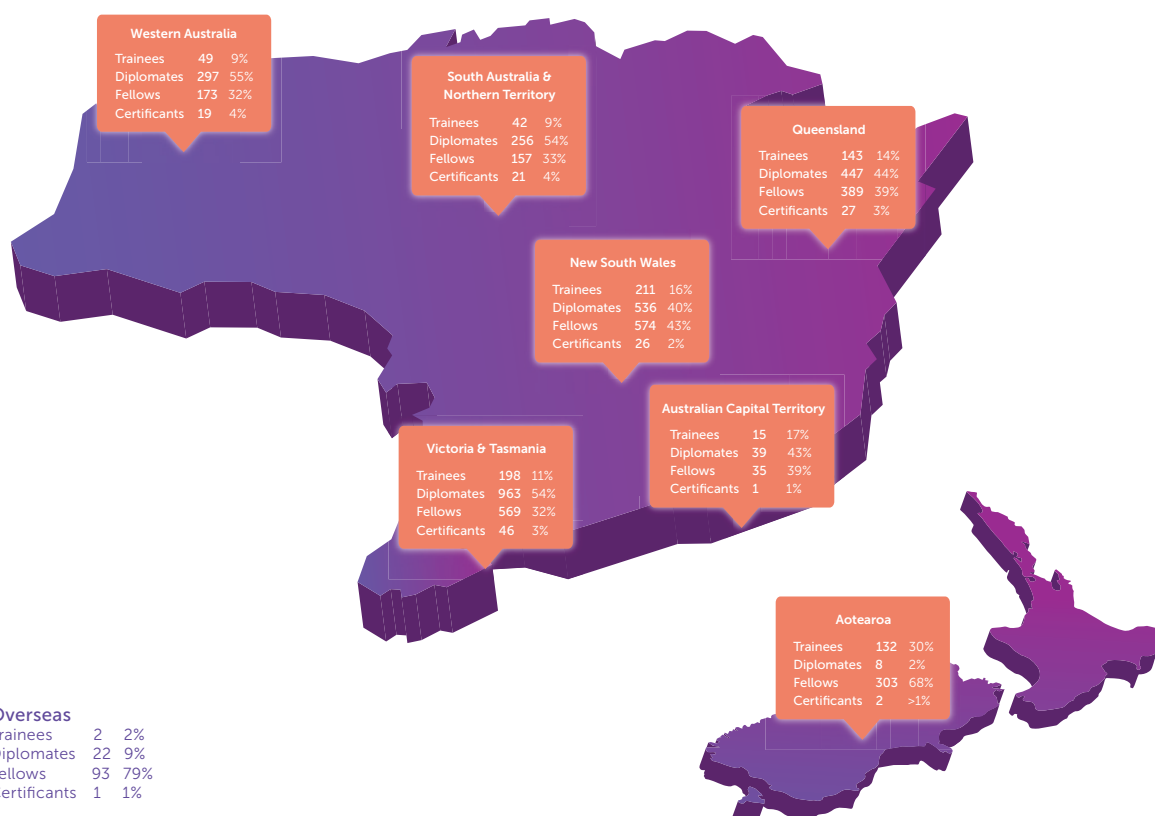 Western Australia
Trainees 49 9%
Diplomates 297 55%
Fellows 173 32%
Certificants 19 4%
South Australia &
Northern Territory
Trainees 42 9%
Diplomates 256 54%
Fellows 157 33%
Certificants 21 4%
Queensland
Trainees 143 14%
Diplomates 447 44%
Fellows 389 39%
Certificants 27 3%
New South Wales
Trainees 211 16%
Diplomates 536 40%
Fellows 574 43%
Certificants 26 2%
Australian Capital Territory
Trainees 15 17%
Diplomates 39 43%
Fellows 35 39%
Certificants 1 1%
Victoria & Tasmania
Trainees 198 11%
Diplomates 963 54%
Fellows 569 32%
Certificants 46 3%
Aotearoa
Trainees 132 30%
Diplomates 8 2%
Fellows 303 68%
Certificants 2 >1%
Overseas
rainees 2 2%
iplomates 22 9%
ellows 93 79%
ertificants 1 1%